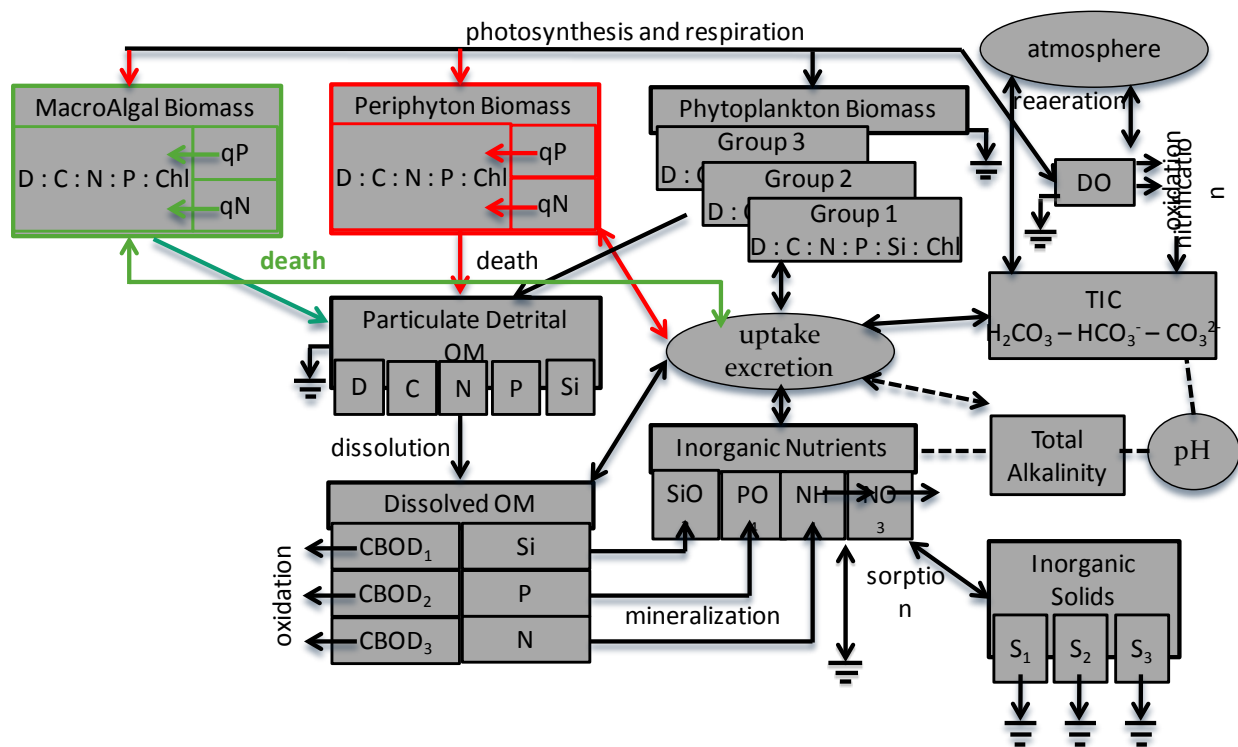 photosynthesis and respiration
atmosphere
MacroAlgal Biomass
Periphyton Biomass
Phytoplankton Biomass
reaeration
qP
D : C : N : P : Chl
qN
qP
D : C : N : P : Chl
qN
Group 3
D : C
Group 2
D : C
Group 1
D : C : N : P : Si : Chl
DO
oxidation
nitrificatio
n
death
death
TIC
H₂CO₃ – HCO₃⁻ – CO₃²⁻
Particulate Detrital
OM
D
C
N
P
Si
uptake
excretion
dissolution
Inorganic Nutrients
SiO
2
PO
4
NH
4
NO
3
Total
Alkalinity
pH
Dissolved OM
CBOD₁
Si
CBOD₂
P
CBOD₃
N
oxidation
mineralization
sorptio
n
Inorganic
Solids
S₁
S₂
S₃